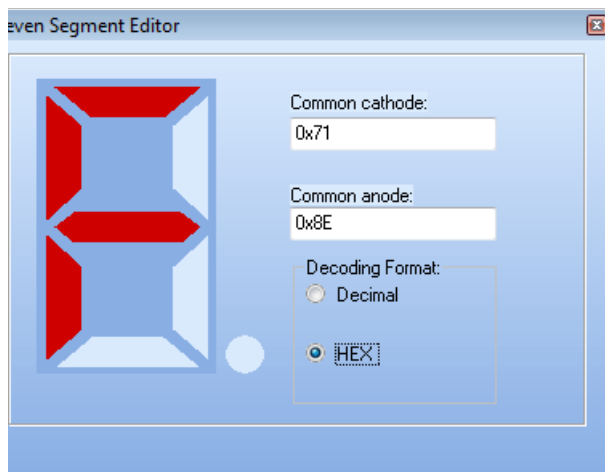 even Segment Editor
Common cathode:
0x71
Common anode:
0x8E
Decoding Format:
Decimal
HEX